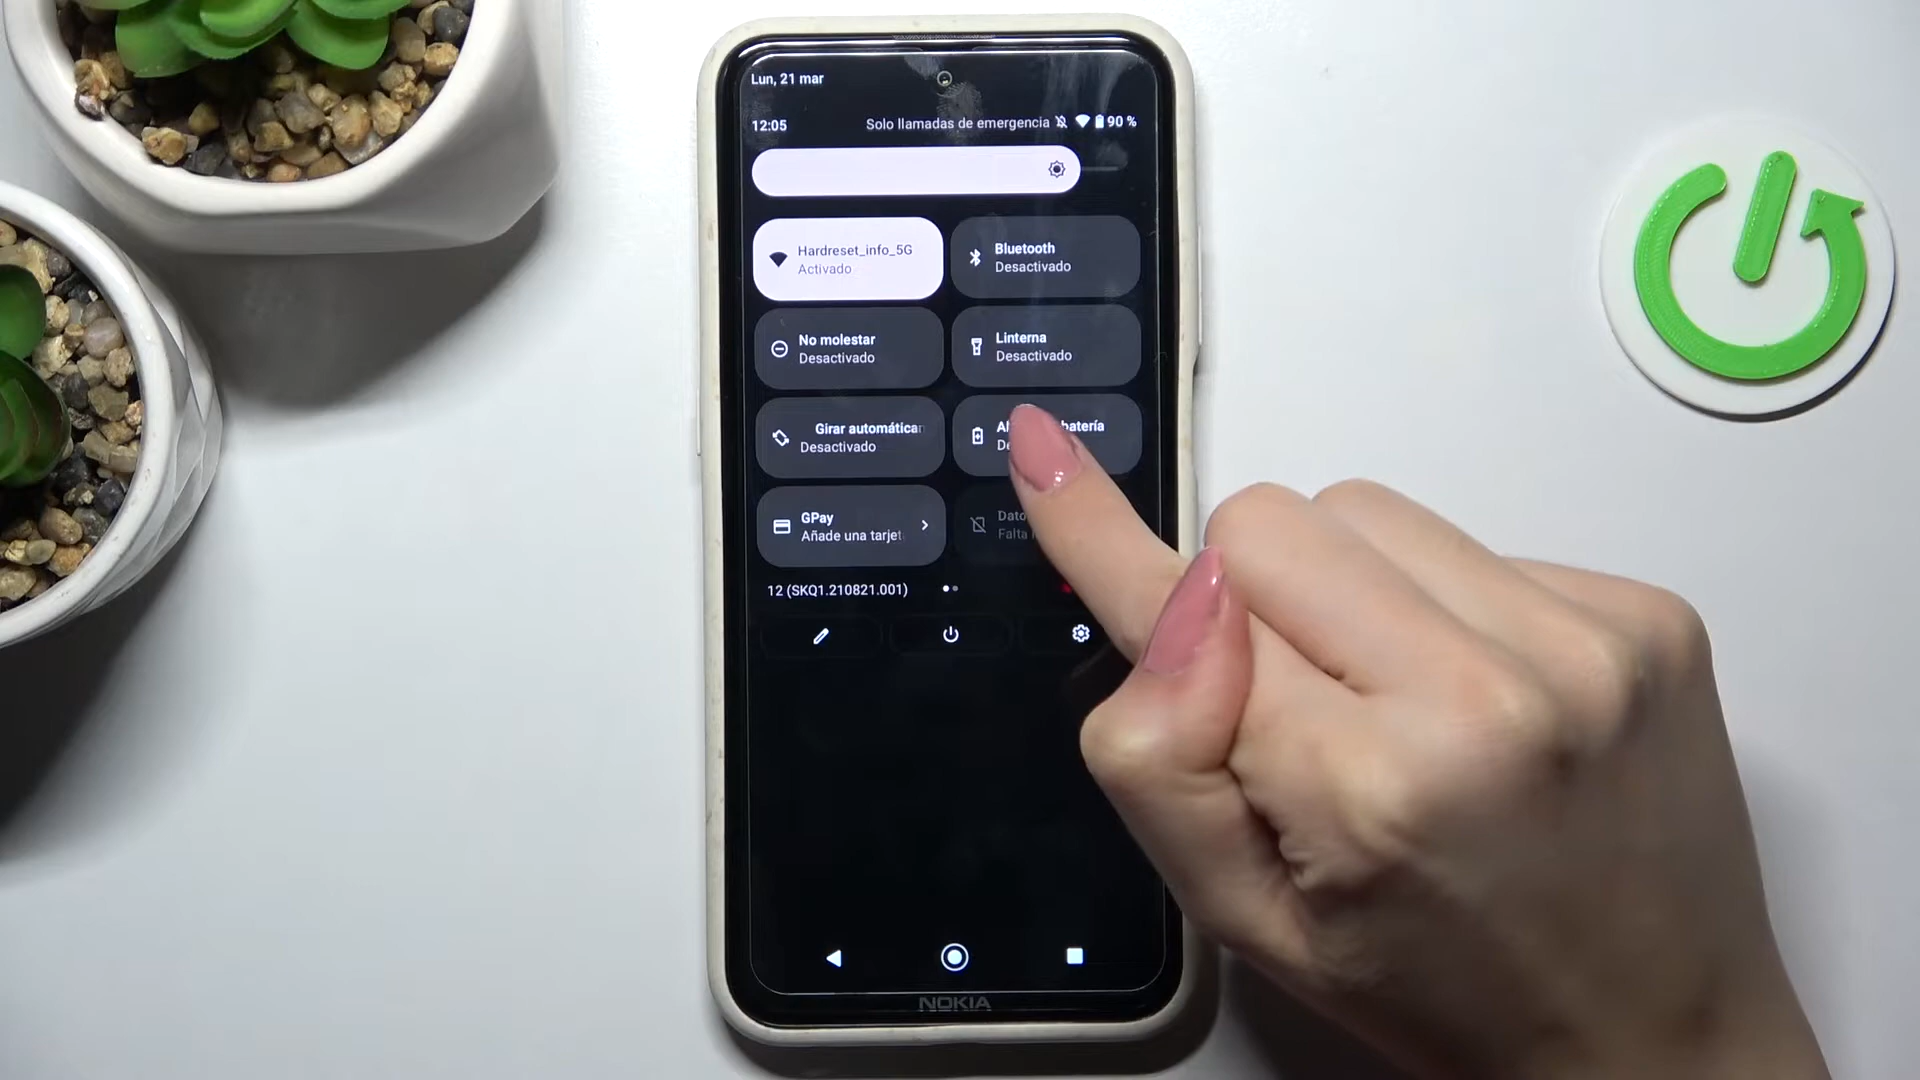 Lun, 21 mar
12:05
Solo llamadas de emergencia
90 %
Hardreset_info_5G
Activado
Bluetooth
Desactivado
No molestar
Desactivado
Linterna
Desactivado
Girar automática
Desactivado
batería
GPay
Añade una tarjet
Falta
12 (SKQ1.210821.001)
NOKIA